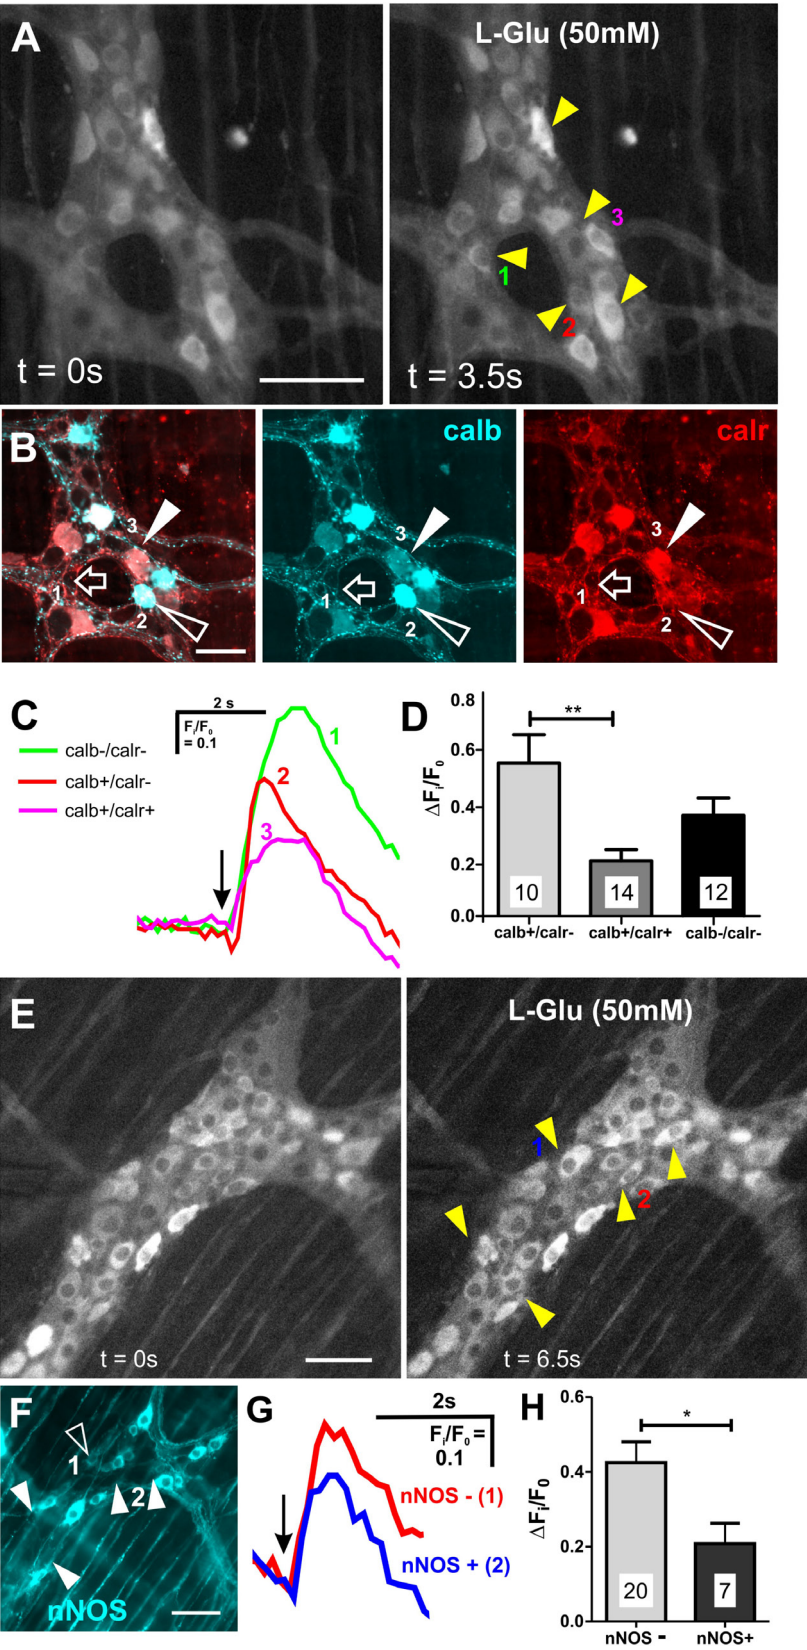 A
L-Glu (50mM)
3
1
2
t = 0s
t = 3.5s
B
calb
calr
3
3
3
1
1
1
2
2
2
C
2 s
Fi/F0
= 0.1
calb-/calr-
calb+/calr-
calb+/calr+
1
2
3
D
ΔFi/F0
0.8
0.6
0.4
0.2
0.0
**
10
14
12
calb+/calr-
calb+/calr+
calb-/calr-
E
L-Glu (50mM)
1
2
t = 0s
t = 6.5s
F
1
2
nNOS
G
2s
Fi/F0 =
0.1
nNOS - (1)
nNOS + (2)
H
ΔFi/F0
0.6
0.4
0.2
0.0
*
20
7
nNOS -
nNOS+